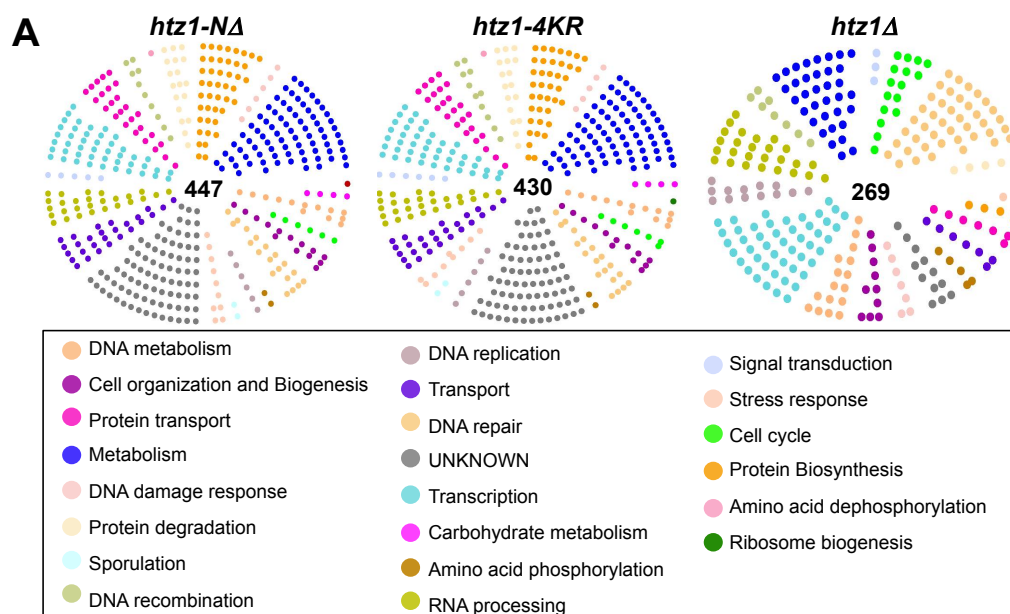 A
htz1-NΔ htz1-4KR htz1Δ
447 430 269
DNA metabolism
Cell organization and Biogenesis
Protein transport
Metabolism
DNA damage response
Protein degradation
Sporulation
DNA recombination
DNA replication
Transport
DNA repair
UNKNOWN
Transcription
Carbohydrate metabolism
Amino acid phosphorylation
RNA processing
Signal transduction
Stress response
Cell cycle
Protein Biosynthesis
Amino acid dephosphorylation
Ribosome biogenesis